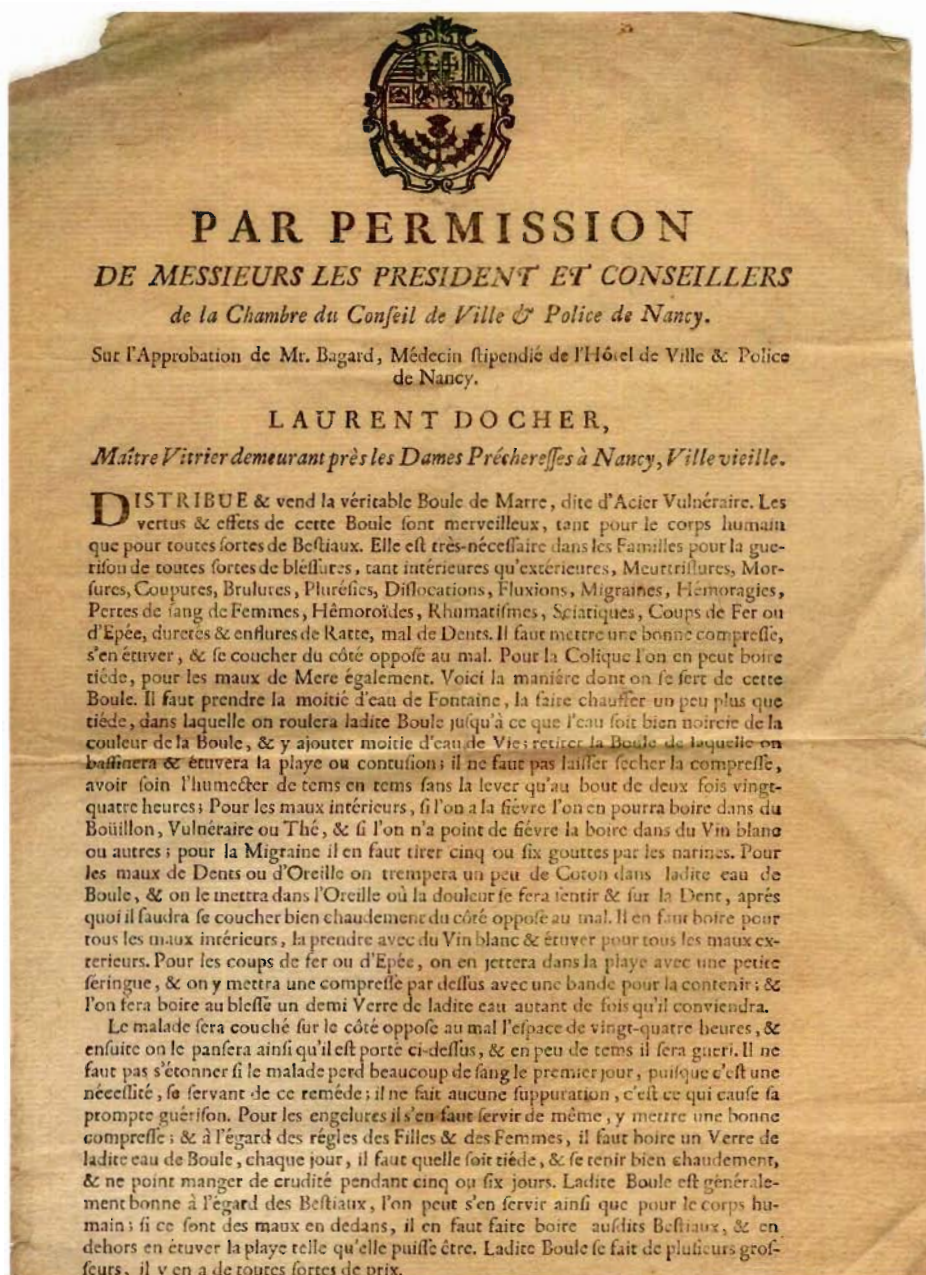 PAR PERMISSION
DE MESSIEURS LES PRESIDENT ET CONSEILLERS
de la Chambre du Conſeil de Ville & Police de Nancy.
Sur l'Approbation de Mr. Bagard, Médecin ſtipendié de l'Hôtel de Ville & Police
de Nancy.
LAURENT DOCHER,
Maître Vitrier demeurant près les Dames Préchereſſes à Nancy, Ville vieille.
DISTRIBUE & vend la véritable Boule de Marre, dite d'Acier Vulnéraire. Les
vertus & effets de cette Boule ſont merveilleux, tant pour le corps humain
que pour toutes ſortes de Beſtiaux. Elle eſt très-néceſſaire dans les Familles pour la gue-
riſon de toutes ſortes de bléſſures, tant intérieures qu'extérieures, Meurtriſſures, Mor-
ſures, Coupures, Brulures, Pluréſies, Diſlocations, Fluxions, Migraines, Hémoragies,
Pertes de ſang de Femmes, Hêmoroïdes, Rhumatiſmes, Sciatiques, Coups de Fer ou
d'Epée, duretés & enflures de Ratte, mal de Dents. Il faut mettre une bonne compreſſe,
s'en étuver, & ſe coucher du côté oppoſé au mal. Pour la Colique l'on en peut boire
tiéde, pour les maux de Mere également. Voici la manière dont on ſe ſert de cette
Boule. Il faut prendre la moitié d'eau de Fontaine, la faire chauffer un peu plus que
tiéde, dans laquelle on roulera ladite Boule juſqu'à ce que l'eau ſoit bien noircie de la
couleur de la Boule, & y ajouter moitie d'eau de Vie; retirer la Boule de laquelle on
baſſinera & étuvera la playe ou contuſion; il ne faut pas laiſſer ſecher la compreſſe,
avoir ſoin l'humecter de tems en tems ſans la lever qu'au bout de deux fois vingt-
quatre heures; Pour les maux intérieurs, ſi l'on a la fiévre l'on en pourra boire dans du
Boüillon, Vulnéraire ou Thé, & ſi l'on n'a point de fiévre la boire dans du Vin blanc
ou autres; pour la Migraine il en faut tirer cinq ou ſix gouttes par les narines. Pour
les maux de Dents ou d'Oreille on trempera un peu de Coton dans ladite eau de
Boule, & on le mettra dans l'Oreille où la douleur ſe fera ſentir & ſur la Dent, aprés
quoi il faudra ſe coucher bien chaudement du côté oppoſé au mal. Il en faut boire pour
tous les maux intérieurs, la prendre avec du Vin blanc & étuver pour tous les maux ex-
terieurs. Pour les coups de fer ou d'Epée, on en jettera dans la playe avec une petite
ſeringue, & on y mettra une compreſſe par deſſus avec une bande pour la contenir; &
l'on fera boire au bleſſé un demi Verre de ladite eau autant de fois qu'il conviendra.
Le malade ſera couché ſur le côté oppoſé au mal l'eſpace de vingt-quatre heures, &
enſuite on le panſera ainſi qu'il eſt porté ci-deſſus, & en peu de tems il ſera gueri. Il ne
faut pas s'étonner ſi le malade perd beaucoup de ſang le premier jour, puiſque c'eſt une
néceſſité, ſe ſervant de ce reméde; il ne fait aucune ſuppuration, c'eſt ce qui cauſe ſa
prompte guériſon. Pour les engelures il s'en faut ſervir de même, y mettre une bonne
compreſſe; & à l'égard des régles des Filles & des Femmes, il faut boire un Verre de
ladite eau de Boule, chaque jour, il faut quelle ſoit tiéde, & ſe tenir bien chaudement,
& ne point manger de crudité pendant cinq ou ſix jours. Ladite Boule eſt générale-
ment bonne à l'égard des Beſtiaux, l'on peut s'en ſervir ainſi que pour le corps hu-
main; ſi ce ſont des maux en dedans, il en faut faire boire auſdits Beſtiaux, & en
dehors en étuver la playe telle qu'elle puiſſe être. Ladite Boule ſe fait de pluſieurs groſ-
ſeurs, il y en a de toutes ſortes de prix.